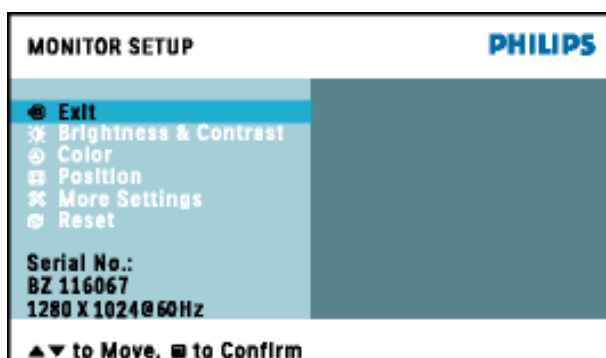 MONITOR SETUP
PHILIPS
Exit
Brightness & Contrast
Color
Position
More Settings
Reset
Serial No.:
BZ 116067
1280 X 1024@60Hz
▲▼ to Move, to Confirm